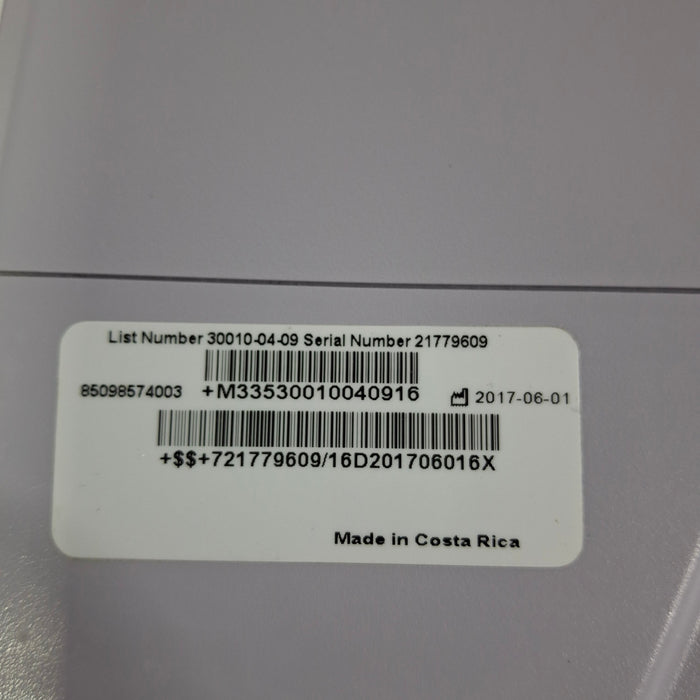 List Number 30010-04-09 Serial Number 21779609
85098574003 +M33530010040916 2017-06-01
+$$+721779609/16D201706016X
Made in Costa Rica